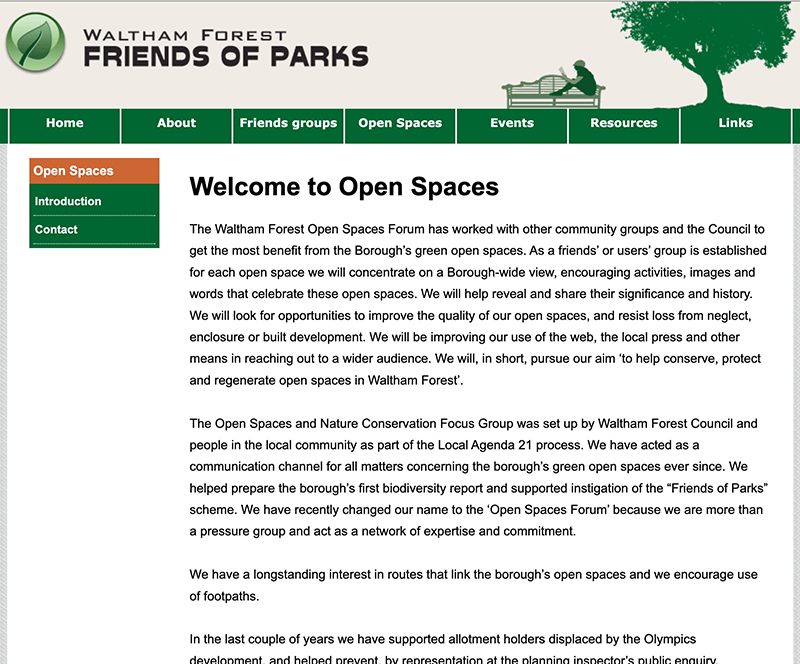 WALTHAM FOREST
FRIENDS OF PARKS
Home About Friends groups Open Spaces Events Resources Links
Open Spaces
Introduction
Contact
Welcome to Open Spaces
The Waltham Forest Open Spaces Forum has worked with other community groups and the Council to
get the most benefit from the Borough’s green open spaces. As a friends’ or users’ group is established
for each open space we will concentrate on a Borough-wide view, encouraging activities, images and
words that celebrate these open spaces. We will help reveal and share their significance and history.
We will look for opportunities to improve the quality of our open spaces, and resist loss from neglect,
enclosure or built development. We will be improving our use of the web, the local press and other
means in reaching out to a wider audience. We will, in short, pursue our aim ‘to help conserve, protect
and regenerate open spaces in Waltham Forest’.
The Open Spaces and Nature Conservation Focus Group was set up by Waltham Forest Council and
people in the local community as part of the Local Agenda 21 process. We have acted as a
communication channel for all matters concerning the borough’s green open spaces ever since. We
helped prepare the borough’s first biodiversity report and supported instigation of the “Friends of Parks”
scheme. We have recently changed our name to the ‘Open Spaces Forum’ because we are more than
a pressure group and act as a network of expertise and commitment.
We have a longstanding interest in routes that link the borough’s open spaces and we encourage use
of footpaths.
In the last couple of years we have supported allotment holders displaced by the Olympics
development, and helped prevent, by representation at the planning inspector’s public enquiry,